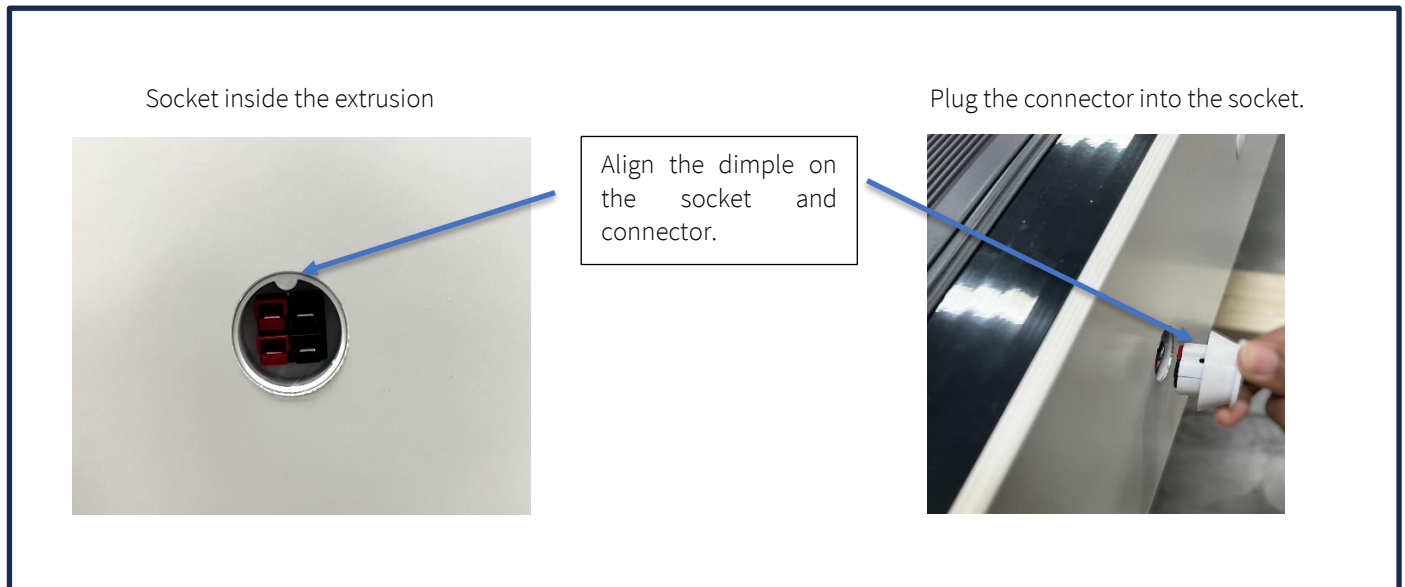 Socket inside the extrusion
Plug the connector into the socket.
Align the dimple on
the socket and
connector.